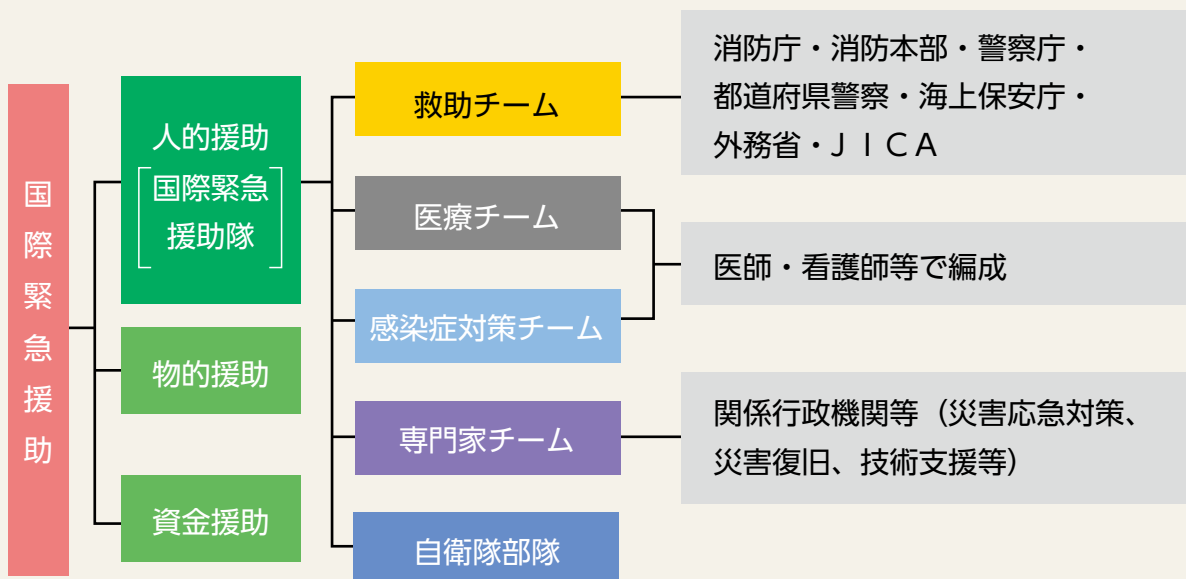 国際緊急援助
人的援助
国際緊急
援助隊
物的援助
資金援助
救助チーム
医療チーム
感染症対策チーム
専門家チーム
自衛隊部隊
消防庁・消防本部・警察庁・
都道府県警察・海上保安庁・
外務省・ＪＩＣＡ
医師・看護師等で編成
関係行政機関等（災害応急対策、
災害復旧、技術支援等）